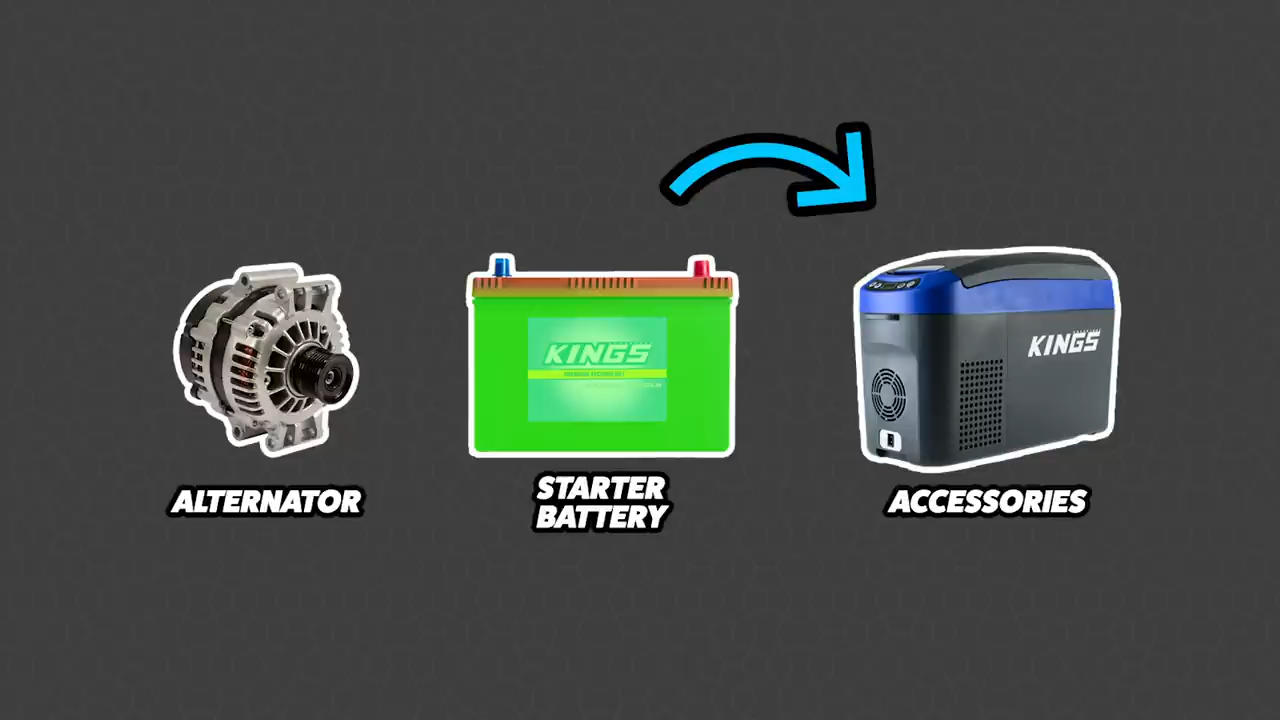 KINGS
KINGS
ALTERNATOR
STARTER
BATTERY
ACCESSORIES